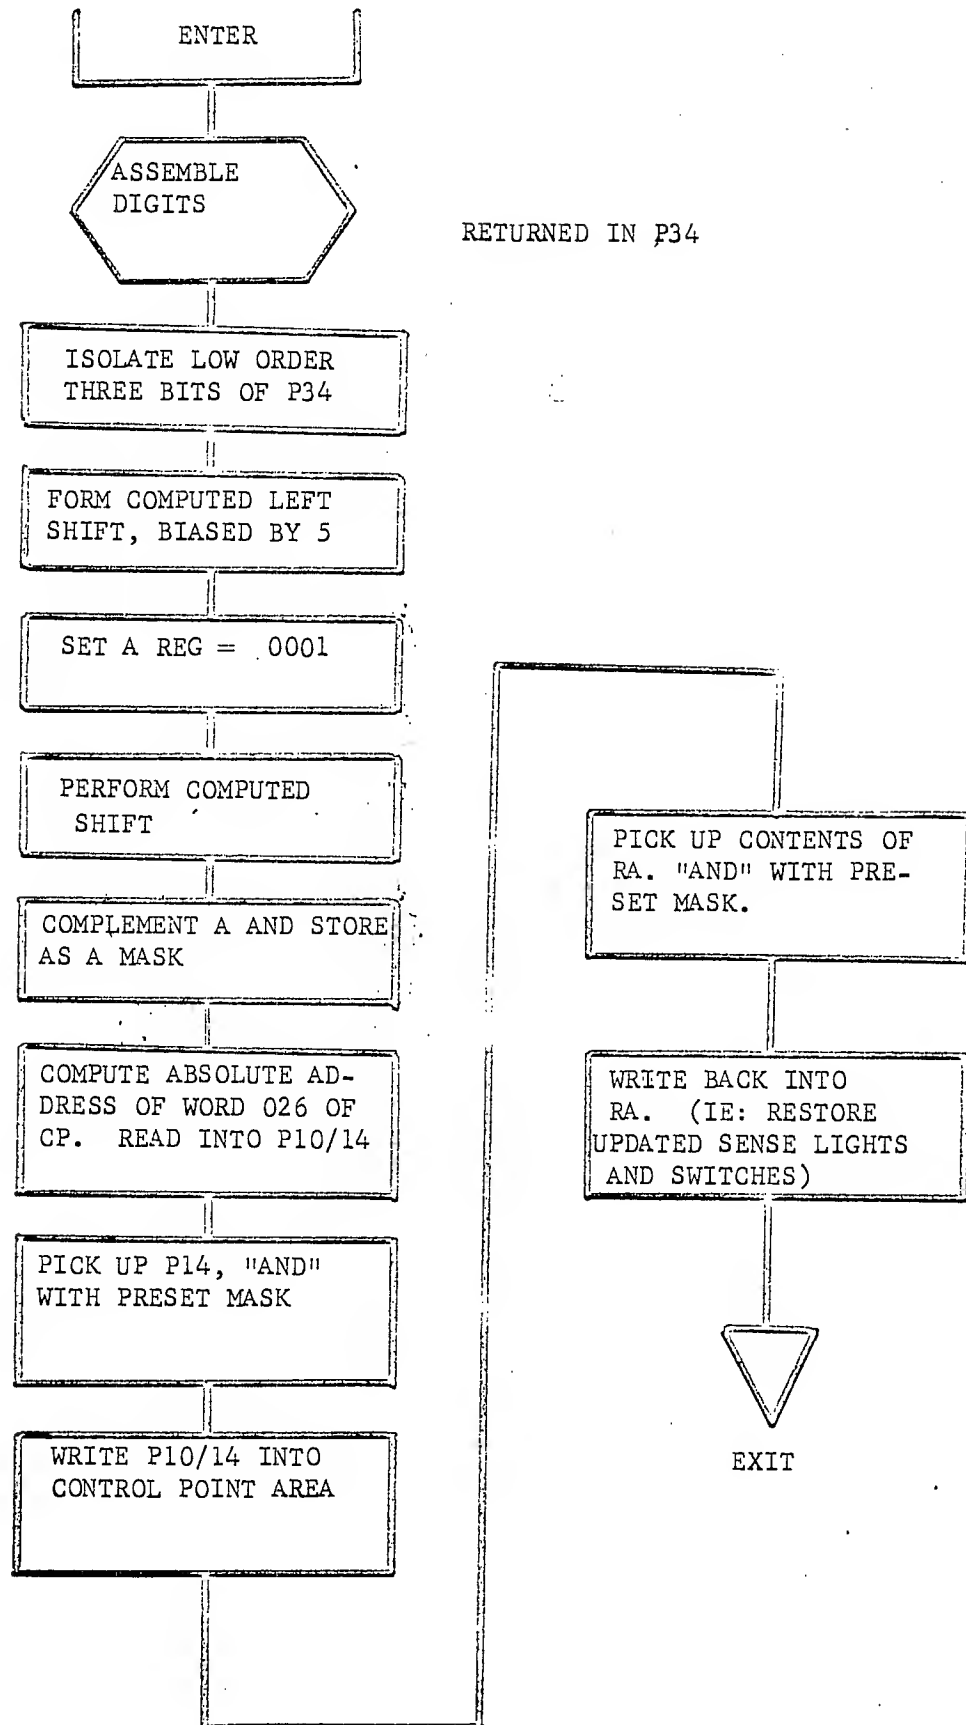 ENTER
ASSEMBLE
DIGITS
RETURNED IN P34
ISOLATE LOW ORDER
THREE BITS OF P34
FORM COMPUTED LEFT
SHIFT, BIASED BY 5
SET A REG = 0001
PERFORM COMPUTED
SHIFT
COMPLEMENT A AND STORE
AS A MASK
COMPUTE ABSOLUTE AD-
DRESS OF WORD 026 OF
CP. READ INTO P10/14
PICK UP P14, "AND"
WITH PRESET MASK
WRITE P10/14 INTO
CONTROL POINT AREA
PICK UP CONTENTS OF
RA. "AND" WITH PRE-
SET MASK.
WRITE BACK INTO
RA. (IE: RESTORE
UPDATED SENSE LIGHTS
AND SWITCHES)
EXIT